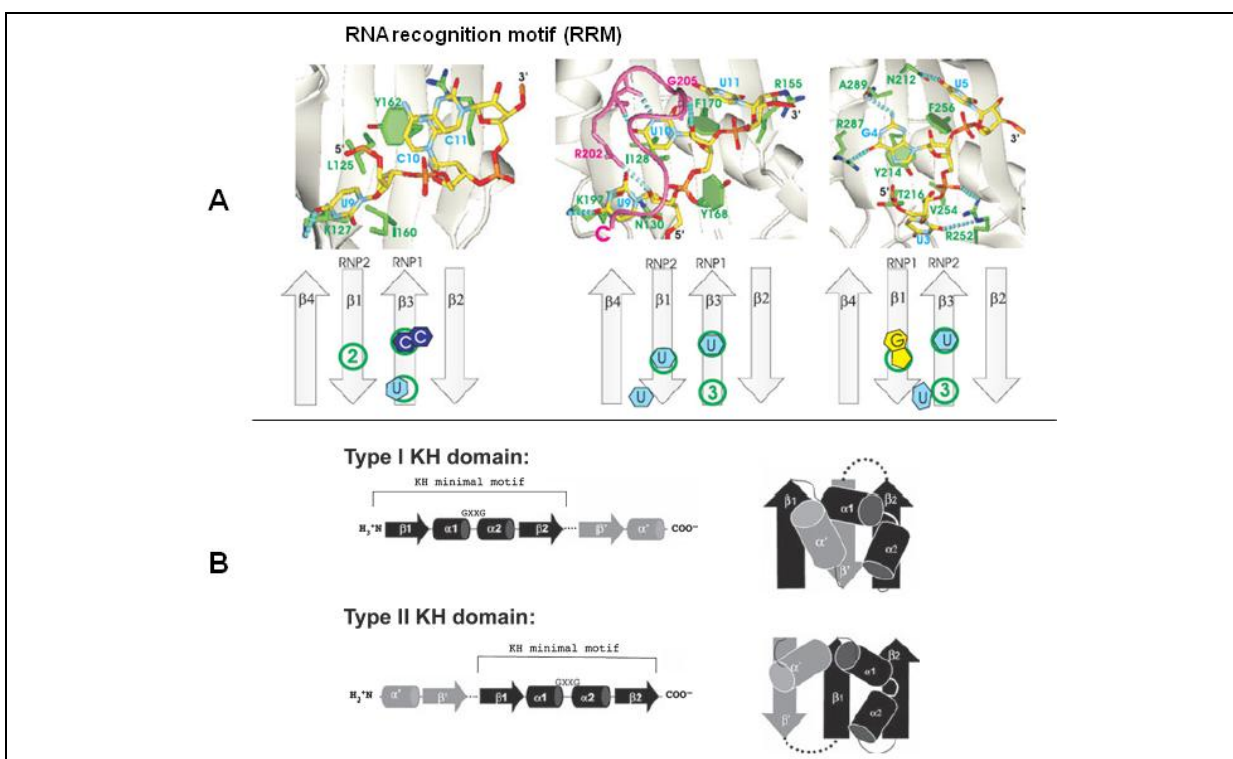 RNA recognition motif (RRM)
A
3'
Y162
C11
5'
C10
L125
U9
K127
I160
G205
U11
R155
F170
3'
U10
R202
I128
K197
U9
Y168
N130
C
5'
A289
N212
U5
F256
R287
G4
3'
Y214
5'
T216
V254
U3
R252
RNP2
RNP1
β4
β1
β3
β2
C
C
2
U
RNP2
RNP1
β4
β1
β3
β2
U
U
U
3
RNP1
RNP2
β4
β1
β3
β2
G
U
U
3
B
Type I KH domain:
KH minimal motif
GXXG
H3+N
β1
α1
α2
β2
β'
α'
COO−
β1
α1
β2
α'
α2
β'
Type II KH domain:
KH minimal motif
GXXG
H3+N
α'
β'
β1
α1
α2
β2
COO−
α'
α1
β2
β1
α2
β'